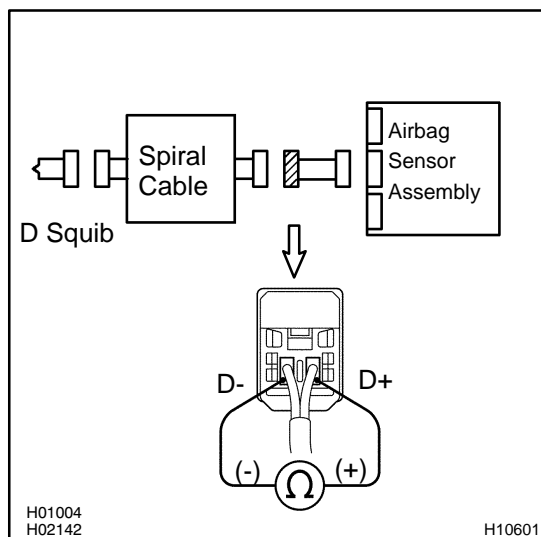 Spiral
Cable
Airbag
Sensor
Assembly
D Squib
D-
D+
(-)
Ω
(+)
H01004
H02142
H10601